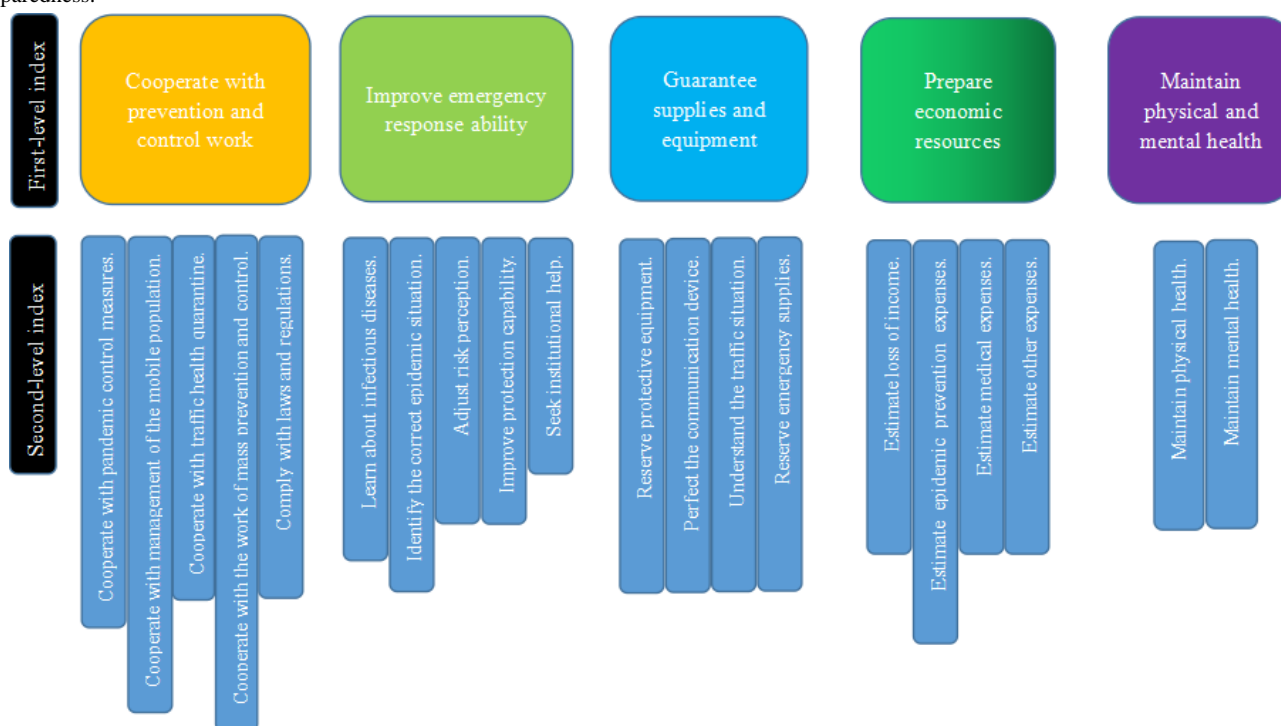 paredness.
First-level index
Cooperate with
prevention and
control work
Improve emergency
response ability
Guarantee
supplies and
equipment
Prepare
economic
resources
Maintain
physical and
mental health
Second-level index
Cooperate with pandemic control measures.
Cooperate with management of the mobile population.
Cooperate with traffic health quarantine.
Cooperate with the work of mass prevention and control.
Comply with laws and regulations.
Learn about infectious diseases.
Identify the correct epidemic situation.
Adjust risk perception.
Improve protection capability.
Seek institutional help.
Reserve protective equipment.
Perfect the communication device.
Understand the traffic situation.
Reserve emergency supplies.
Estimate loss of income.
Estimate epidemic prevention expenses.
Estimate medical expenses.
Estimate other expenses.
Maintain physical health.
Maintain mental health.